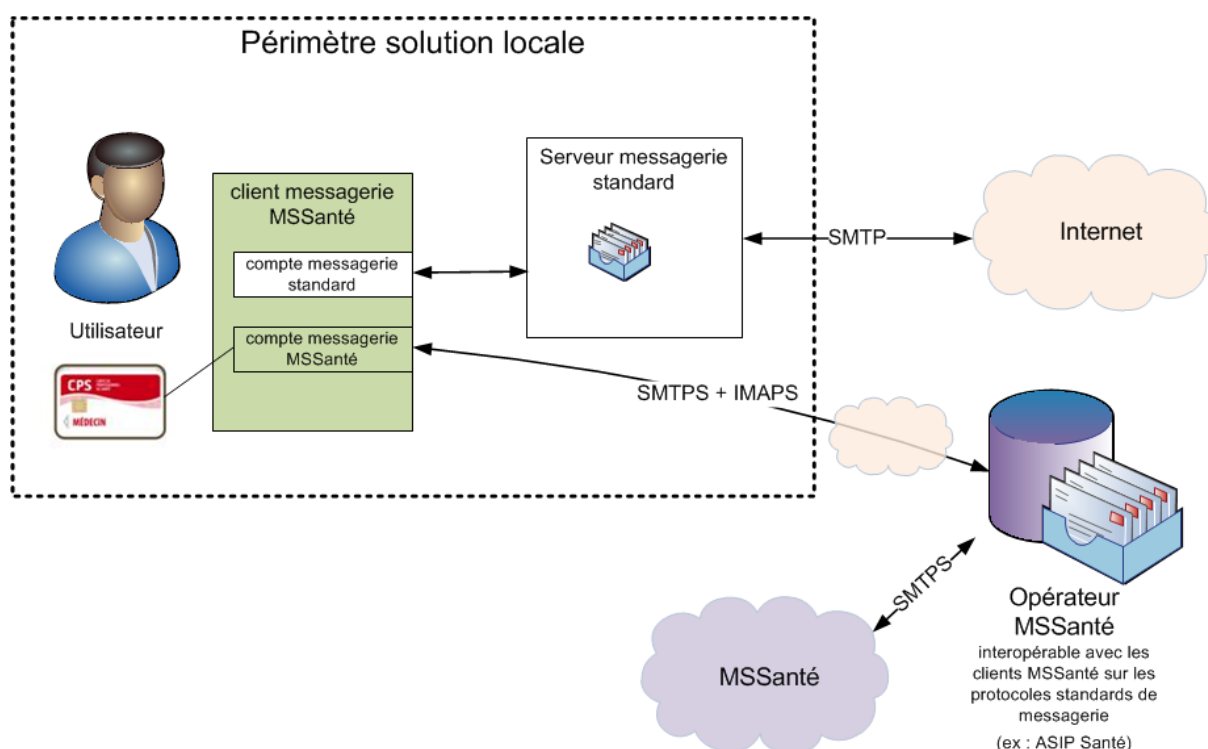 Périmètre solution locale
Utilisateur
CPS
MÉDECIN
client messagerie
MSSanté
compte messagerie
standard
compte messagerie
MSSanté
Serveur messagerie
standard
SMTP
Internet
SMTPS + IMAPS
SMTPS
MSSanté
Opérateur
MSSanté
interopérable avec les
clients MSSanté sur les
protocoles standards de
messagerie
(ex : ASIP Santé)